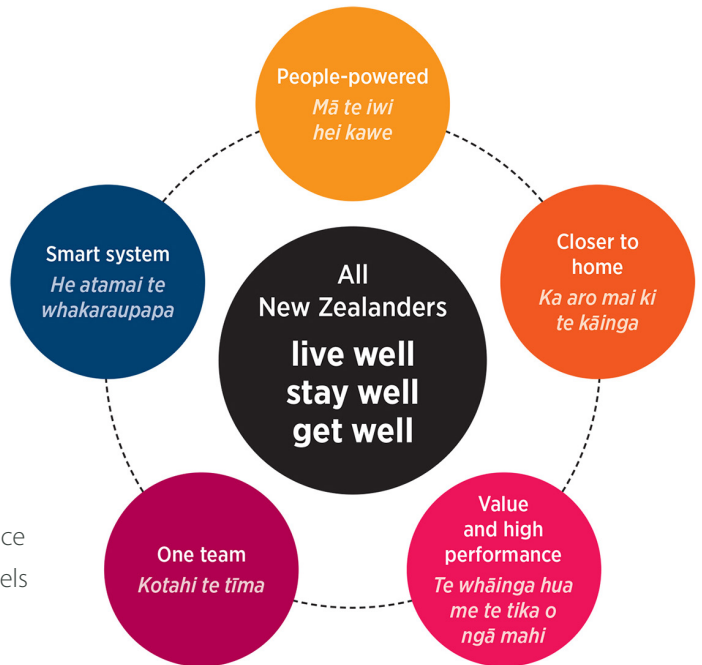 People-powered
Mā te iwi
hei kawe
Closer to
home
Ka aro mai ki
te kāinga
Smart system
He atamai te
whakaraupapa
All
New Zealanders
live well
stay well
get well
Value
and high
performance
Te whāinga hua
me te tika o
ngā mahi
One team
Kotahi te tīma
ce
els